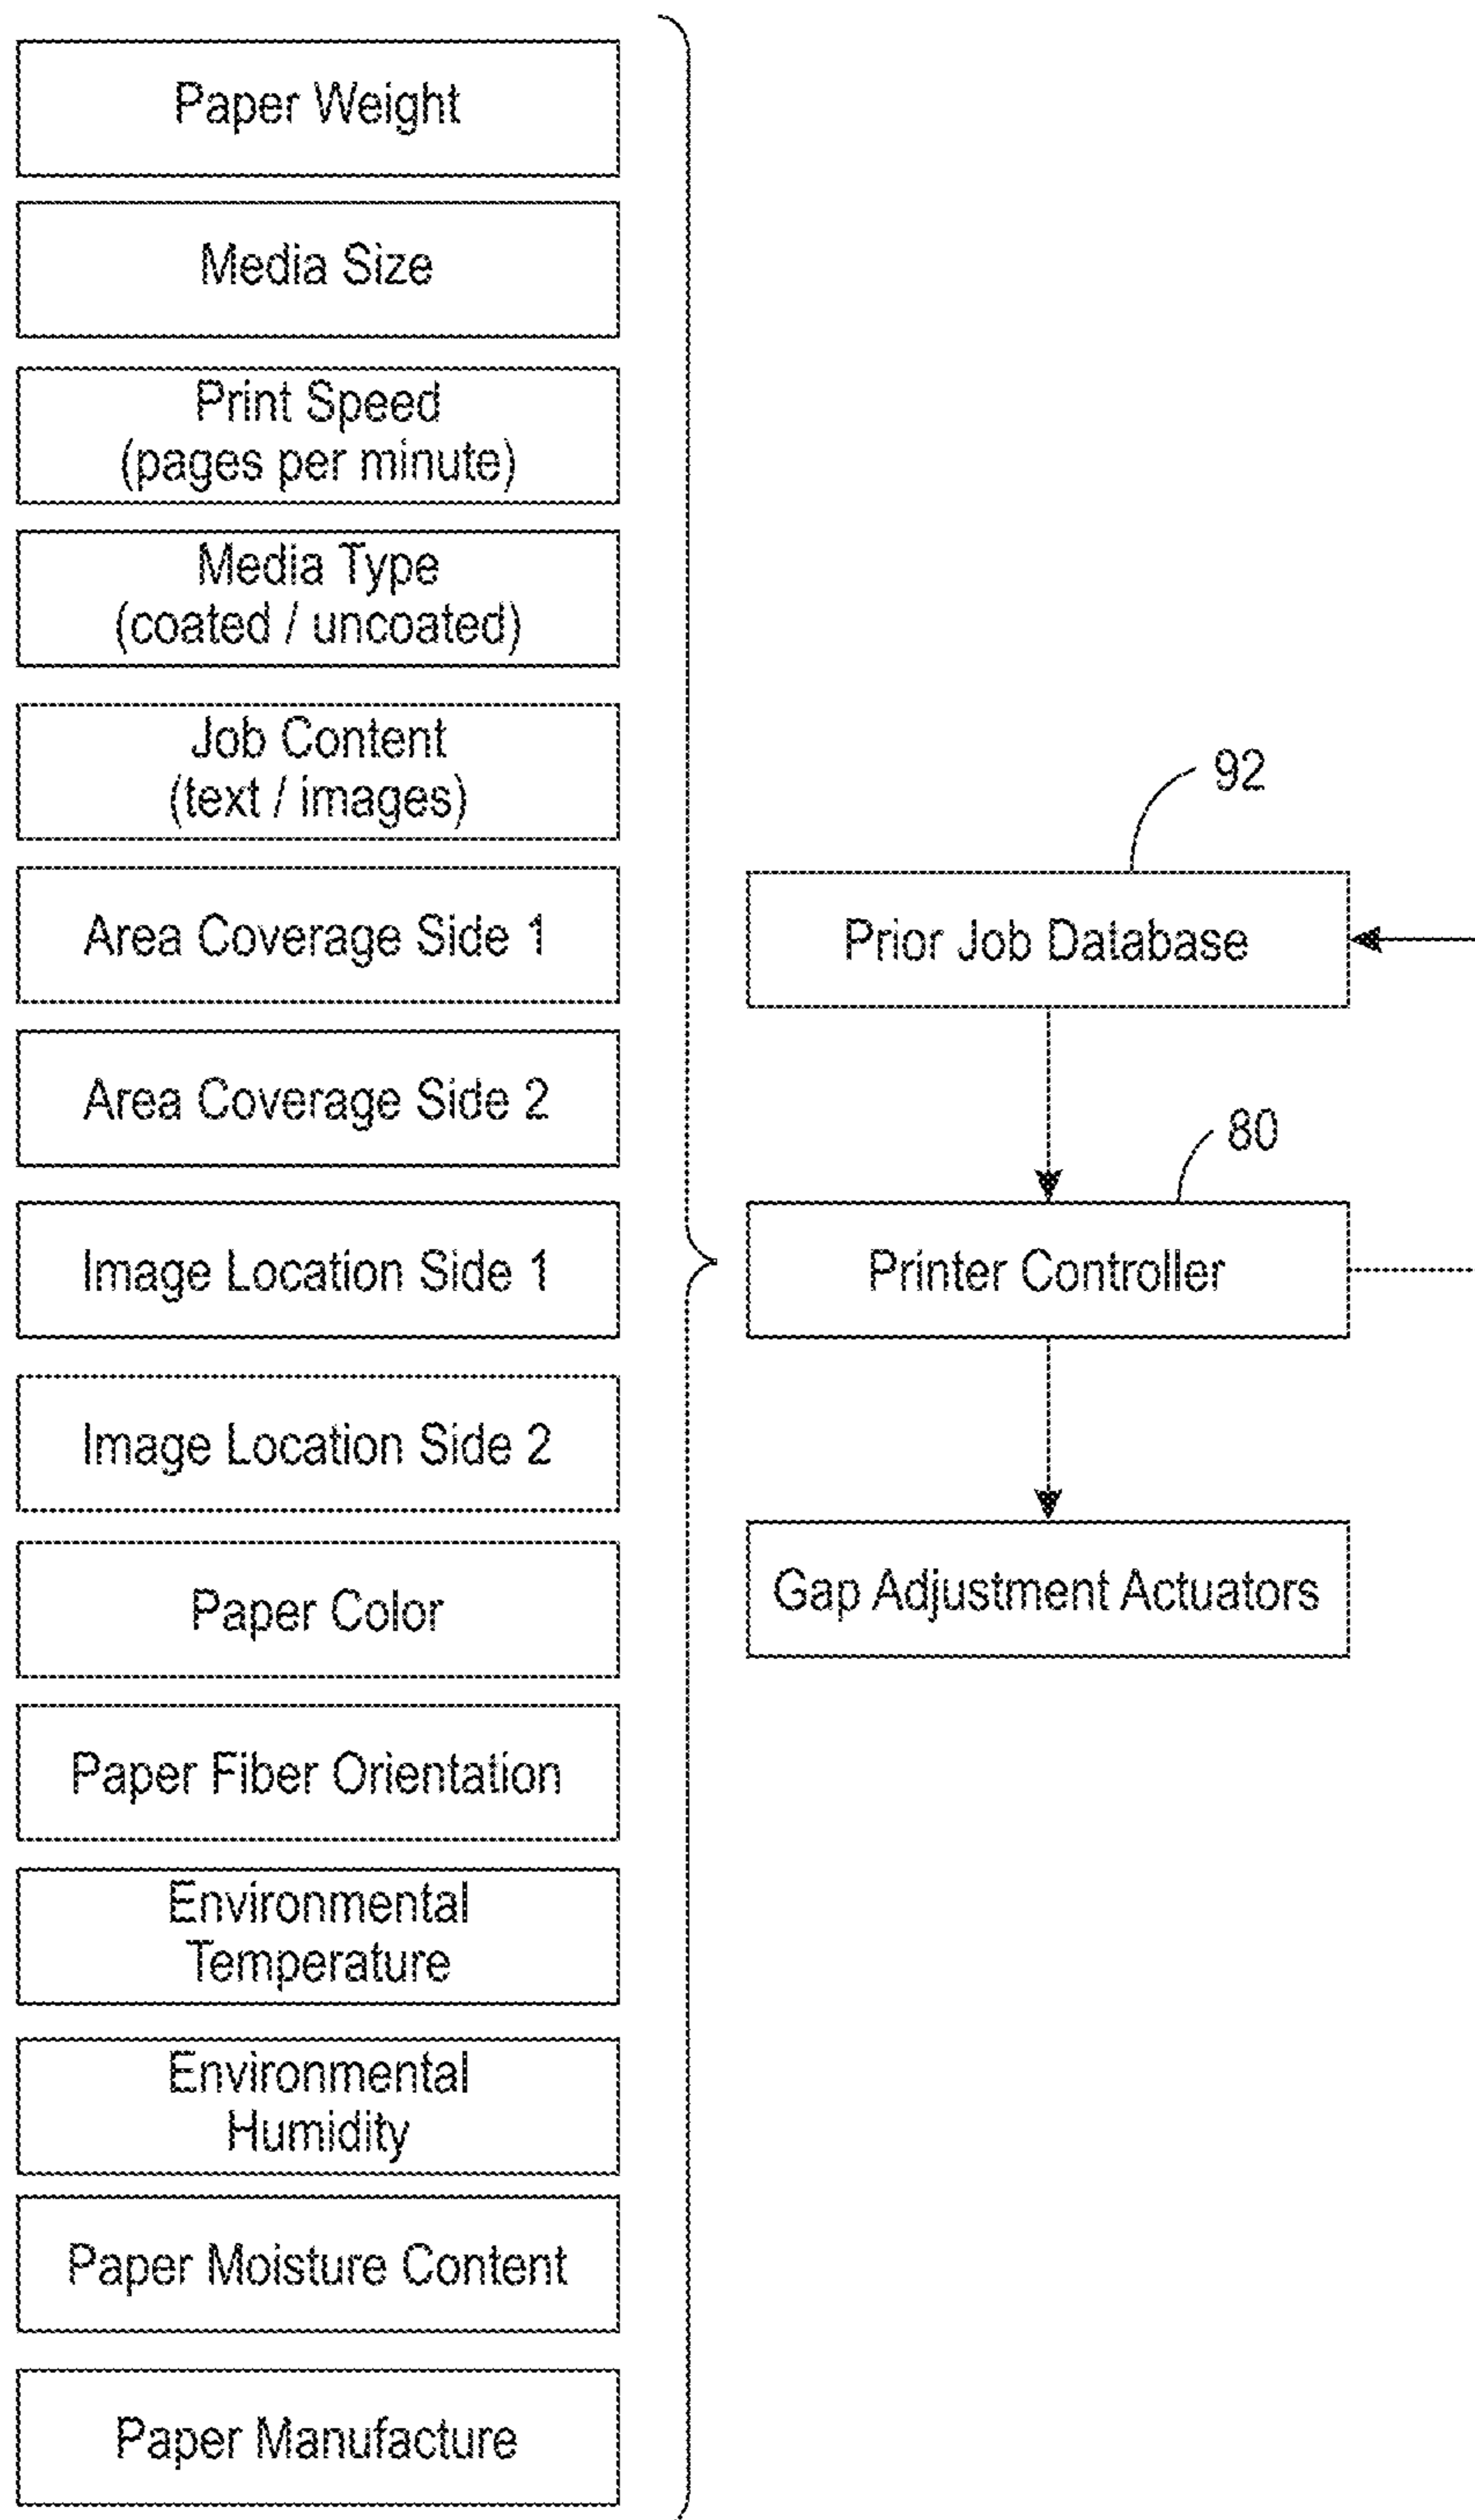 Paper Weight
Media Size
Print Speed
(pages per minute)
Media Type
(coated / uncoated)
Job Content
(text / images)
Area Coverage Side 1
Area Coverage Side 2
Image Location Side 1
Image Location Side 2
Paper Color
Paper Fiber Orientation
Environmental
Temperature
Environmental
Humidity
Paper Moisture Content
Paper Manufacture
92
Prior Job Database
80
Printer Controller
Gap Adjustment Actuators